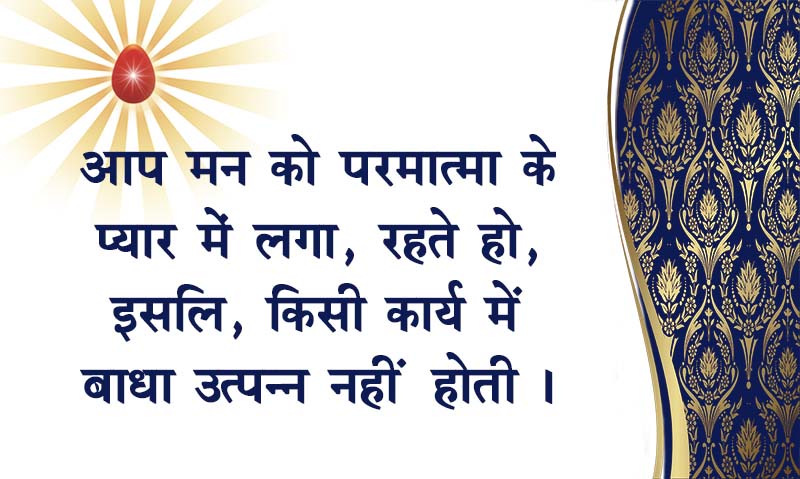 आप मन को परमात्मा के
प्यार में लगा, रहते हो,
इसलि, किसी कार्य में
बाधा उत्पन्न नहीं होती ।